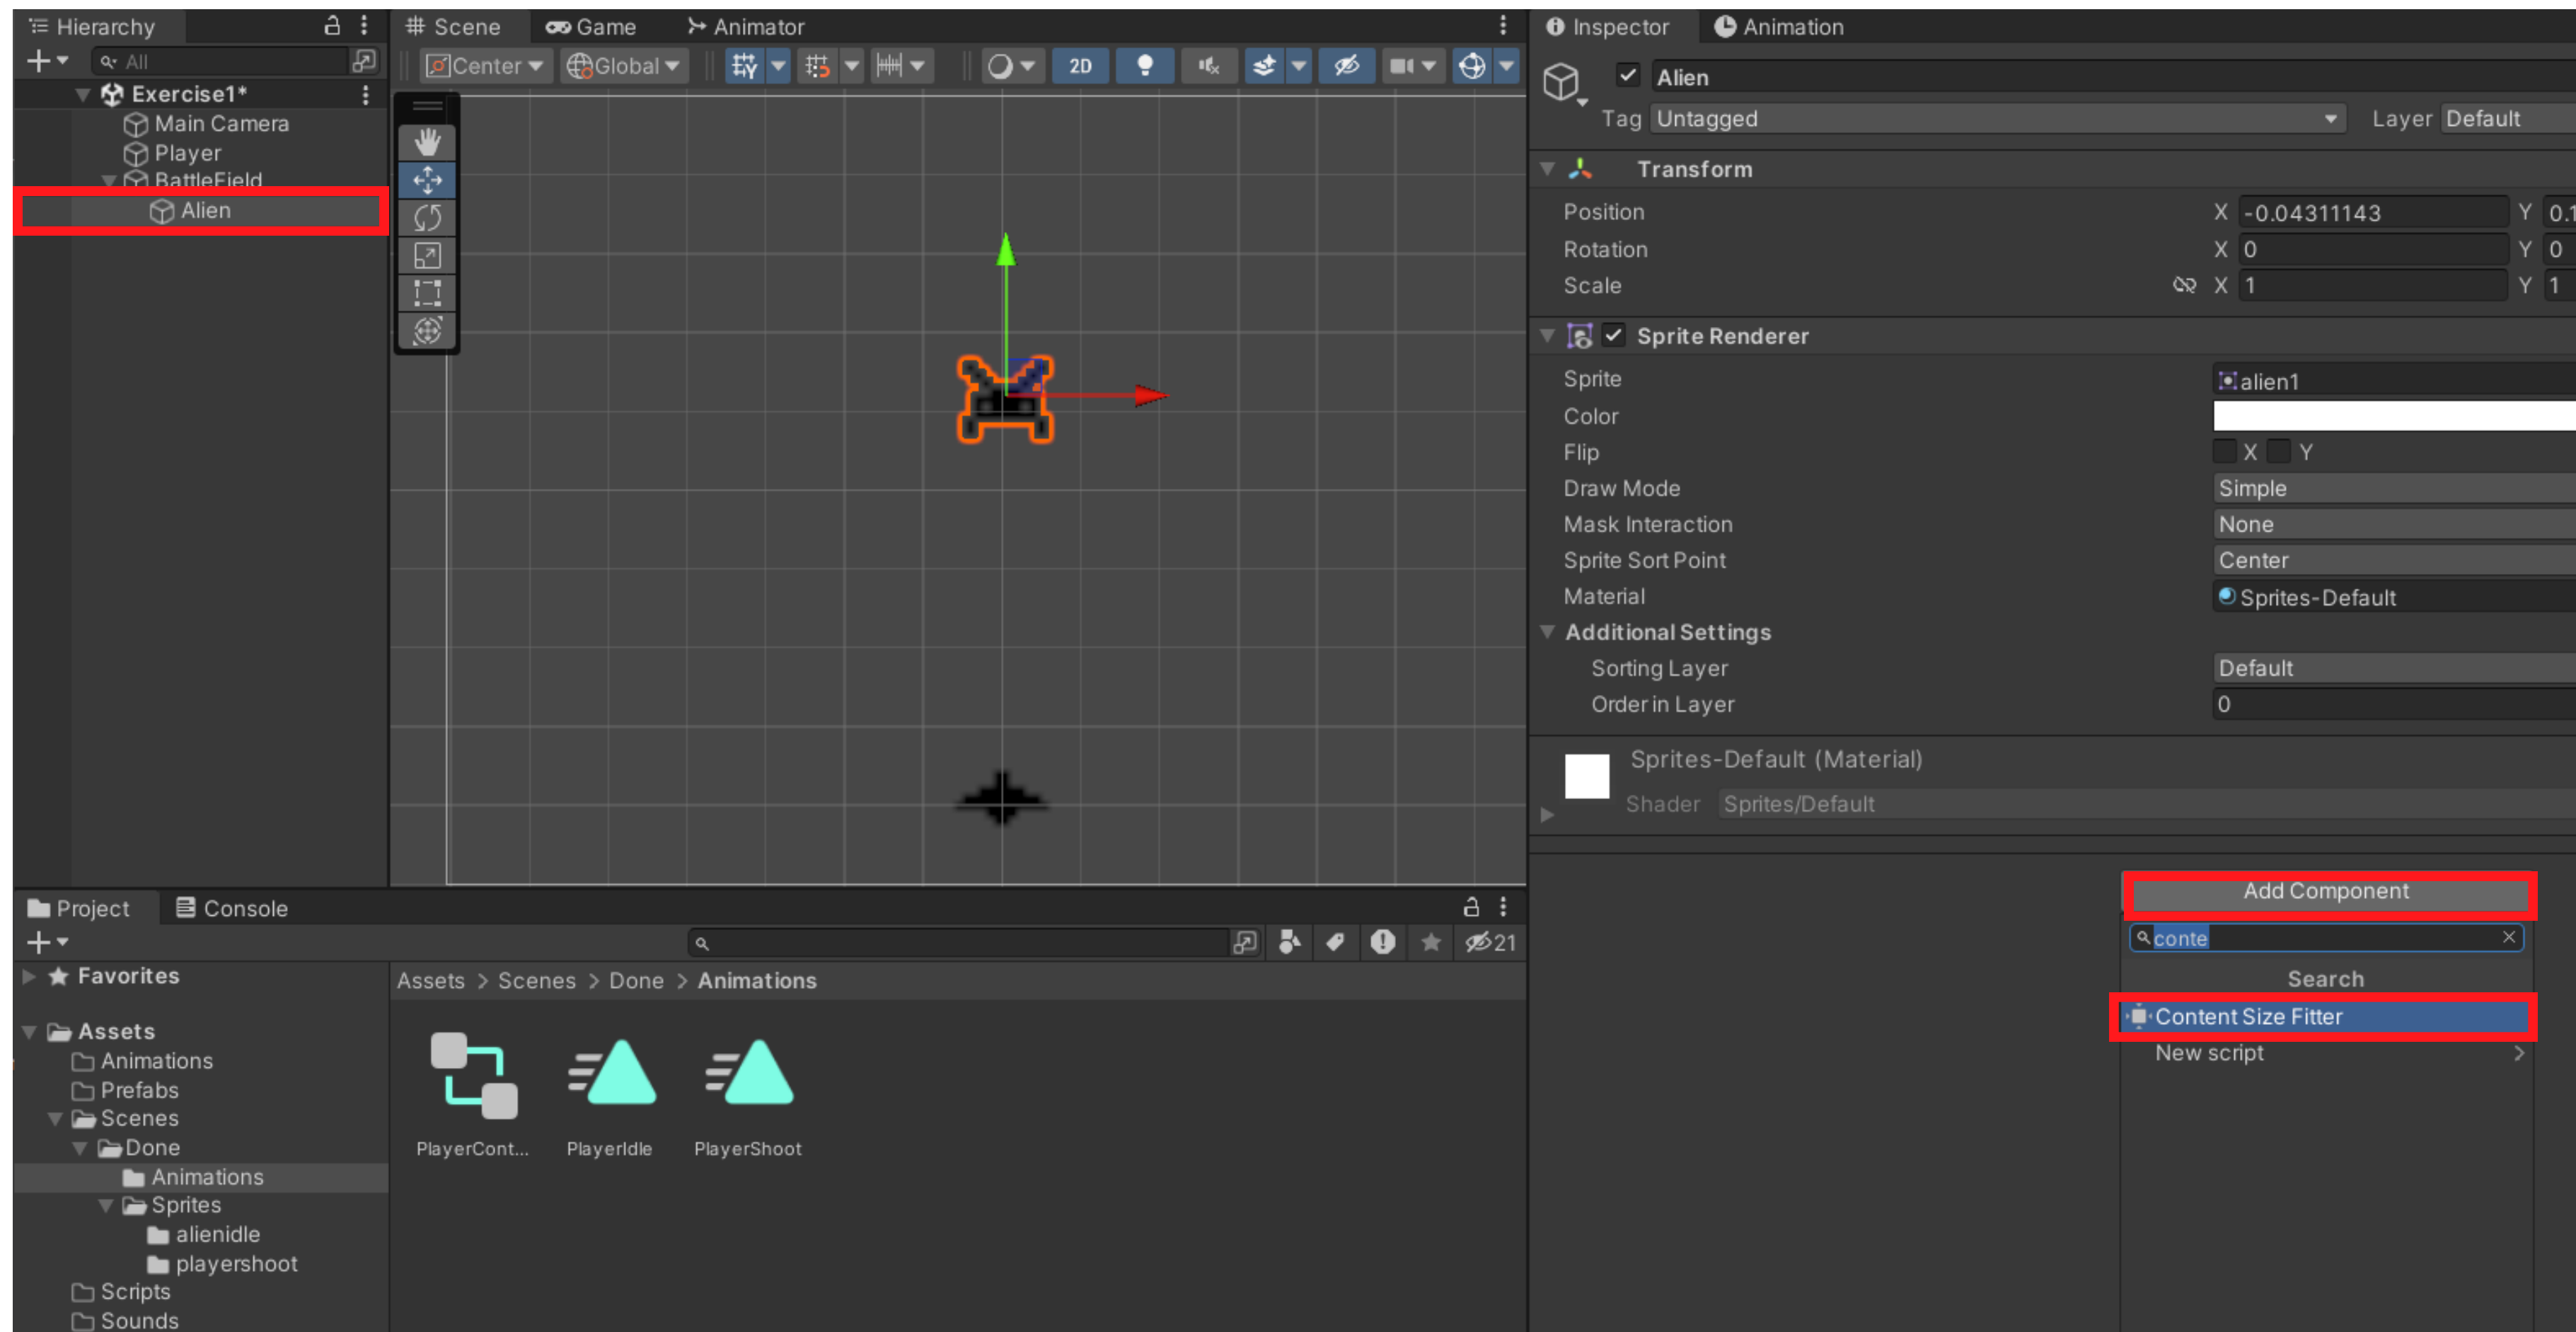 Hierarchy
All
Exercise1*
Main Camera
Player
BattleField
Alien
Scene
Game
Animator
Center
Global
2D
Inspector
Animation
Alien
Tag Untagged Layer Default
Transform
Position X -0.04311143 Y 0.1
Rotation X 0 Y 0
Scale X 1 Y 1
Sprite Renderer
Sprite alien1
Color
Flip X Y
Draw Mode Simple
Mask Interaction None
Sprite Sort Point Center
Material Sprites-Default
Additional Settings
Sorting Layer Default
Order in Layer 0
Sprites-Default (Material)
Shader Sprites/Default
Add Component
conte
Search
Content Size Fitter
New script
Project
Console
21
Favorites
Assets
Animations
Prefabs
Scenes
Done
Animations
Sprites
alienidle
playershoot
Scripts
Sounds
Assets > Scenes > Done > Animations
PlayerCont...
PlayerIdle
PlayerShoot